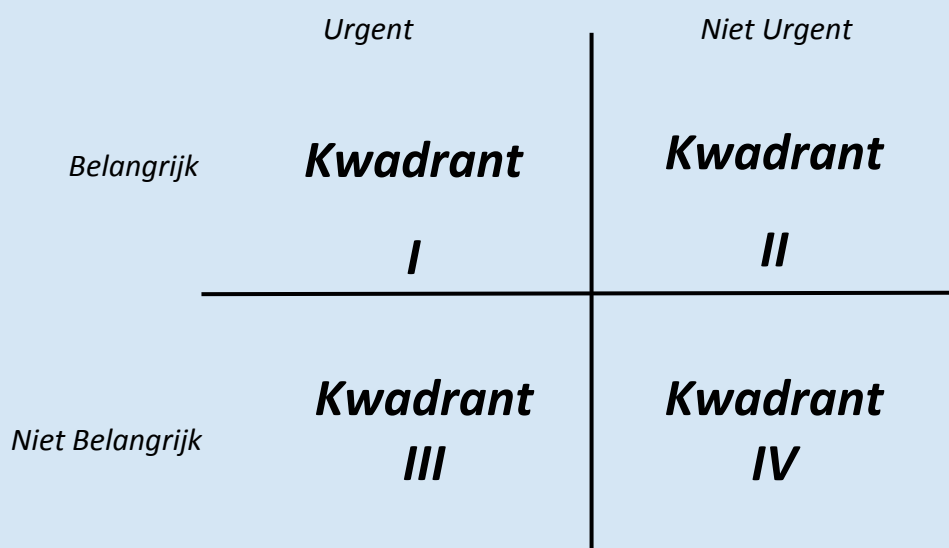 Urgent
Niet Urgent
Belangrijk
Kwadrant
I
Kwadrant
II
Niet Belangrijk
Kwadrant
III
Kwadrant
IV